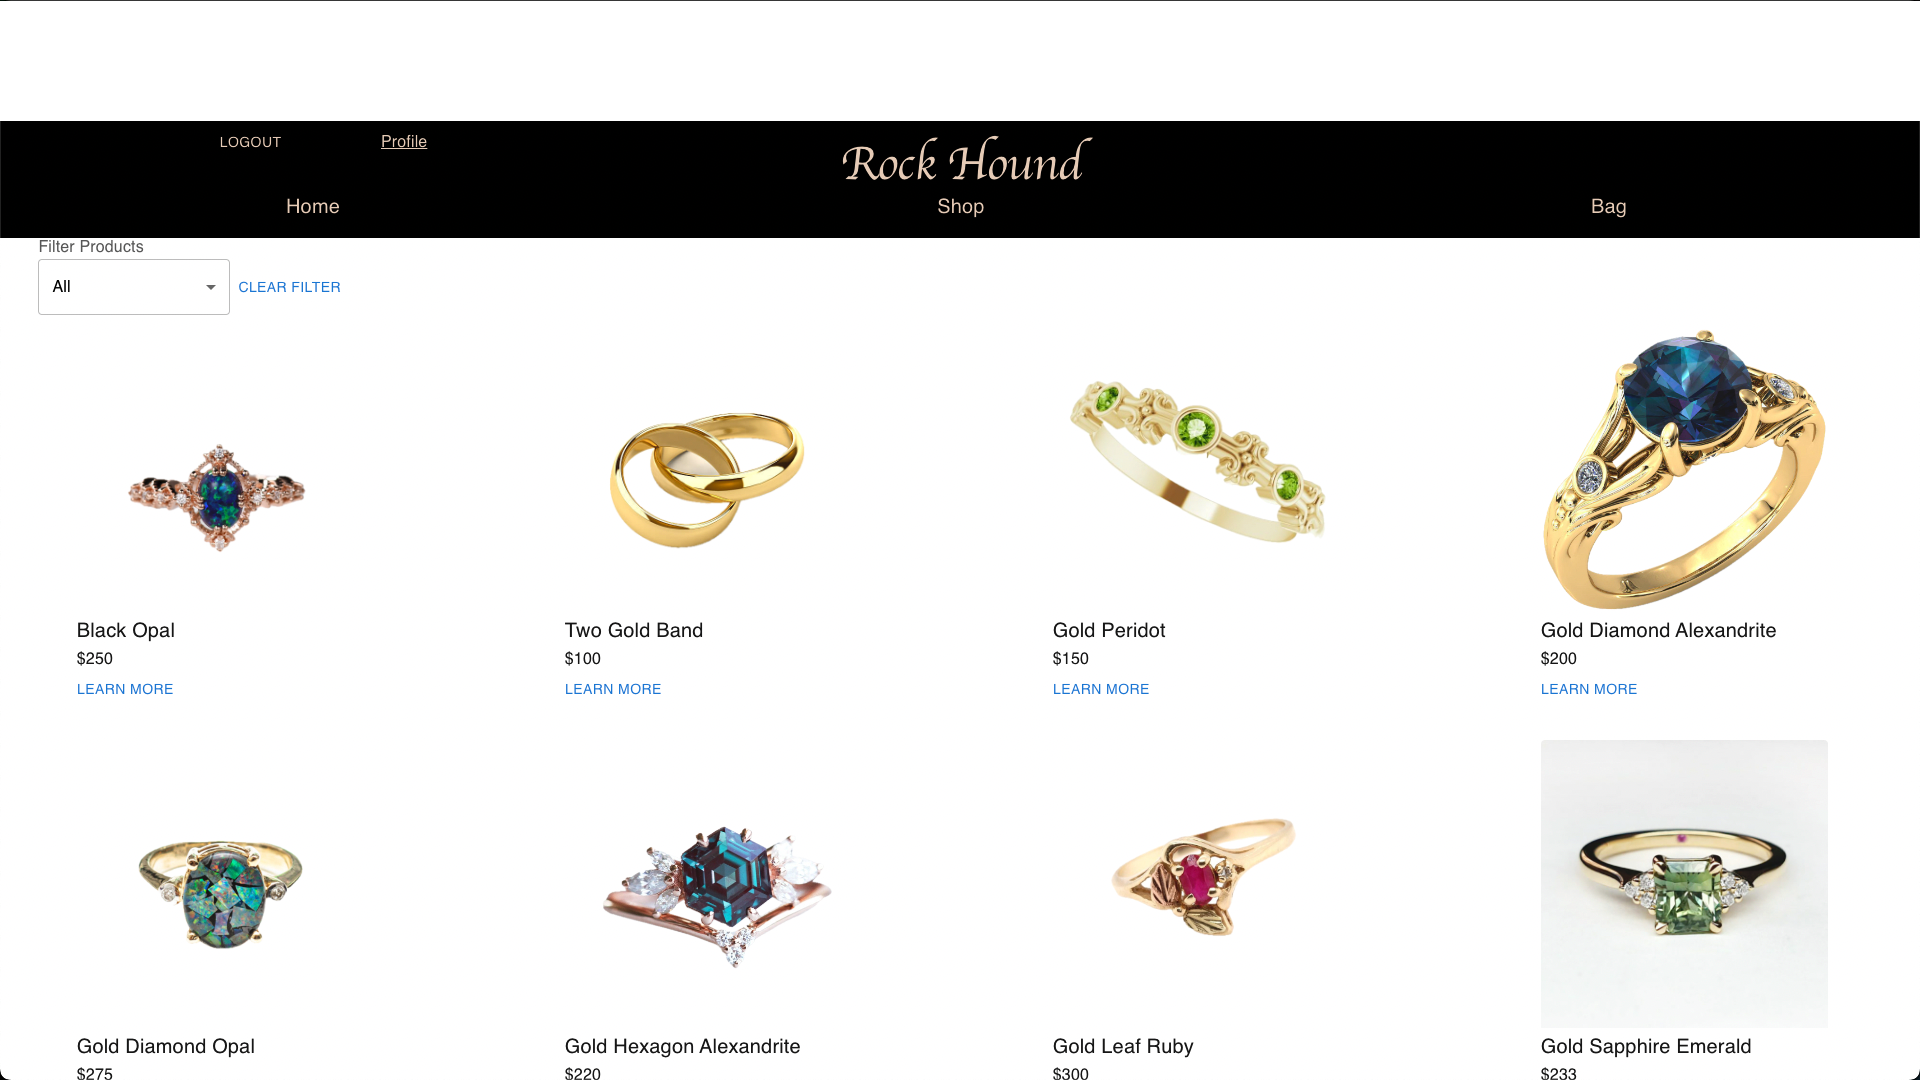 LOGOUT Profile
Rock Hound
Home Shop Bag
Filter Products
All CLEAR FILTER
Black Opal Two Gold Band Gold Peridot Gold Diamond Alexandrite
$250 $100 $150 $200
LEARN MORE LEARN MORE LEARN MORE LEARN MORE
Gold Diamond Opal Gold Hexagon Alexandrite Gold Leaf Ruby Gold Sapphire Emerald
$275 $220 $300 $233